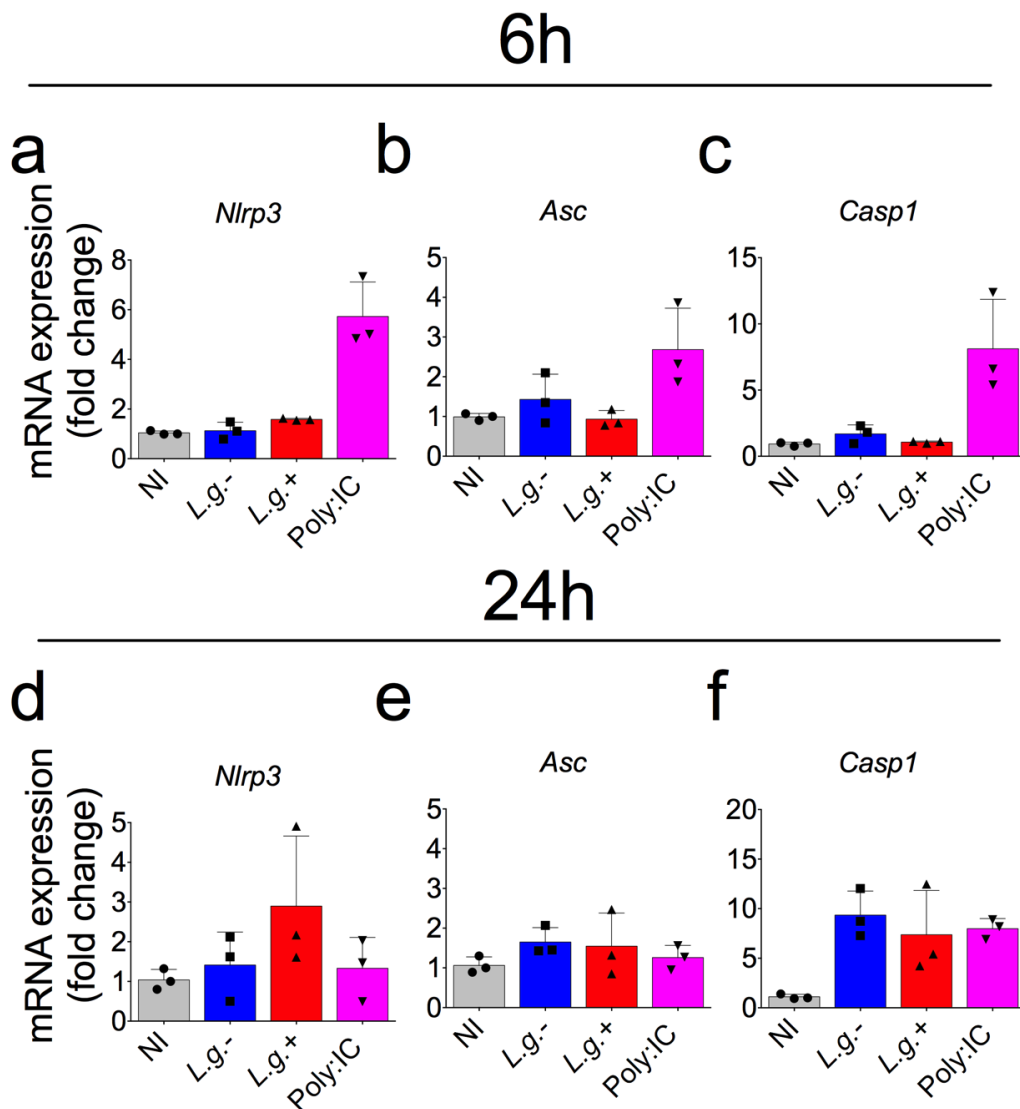 6h
a b c
Nlrp3 Asc Casp1
mRNA expression
(fold change)
8
6
4
2
0
NI L.g.- L.g.+ Poly:IC
5
4
3
2
1
0
NI L.g.- L.g.+ Poly:IC
15
10
5
0
NI L.g.- L.g.+ Poly:IC
24h
d e f
Nlrp3 Asc Casp1
mRNA expression
(fold change)
5
4
3
2
1
0
NI L.g.- L.g.+ Poly:IC
5
4
3
2
1
0
NI L.g.- L.g.+ Poly:IC
20
15
10
5
0
NI L.g.- L.g.+ Poly:IC